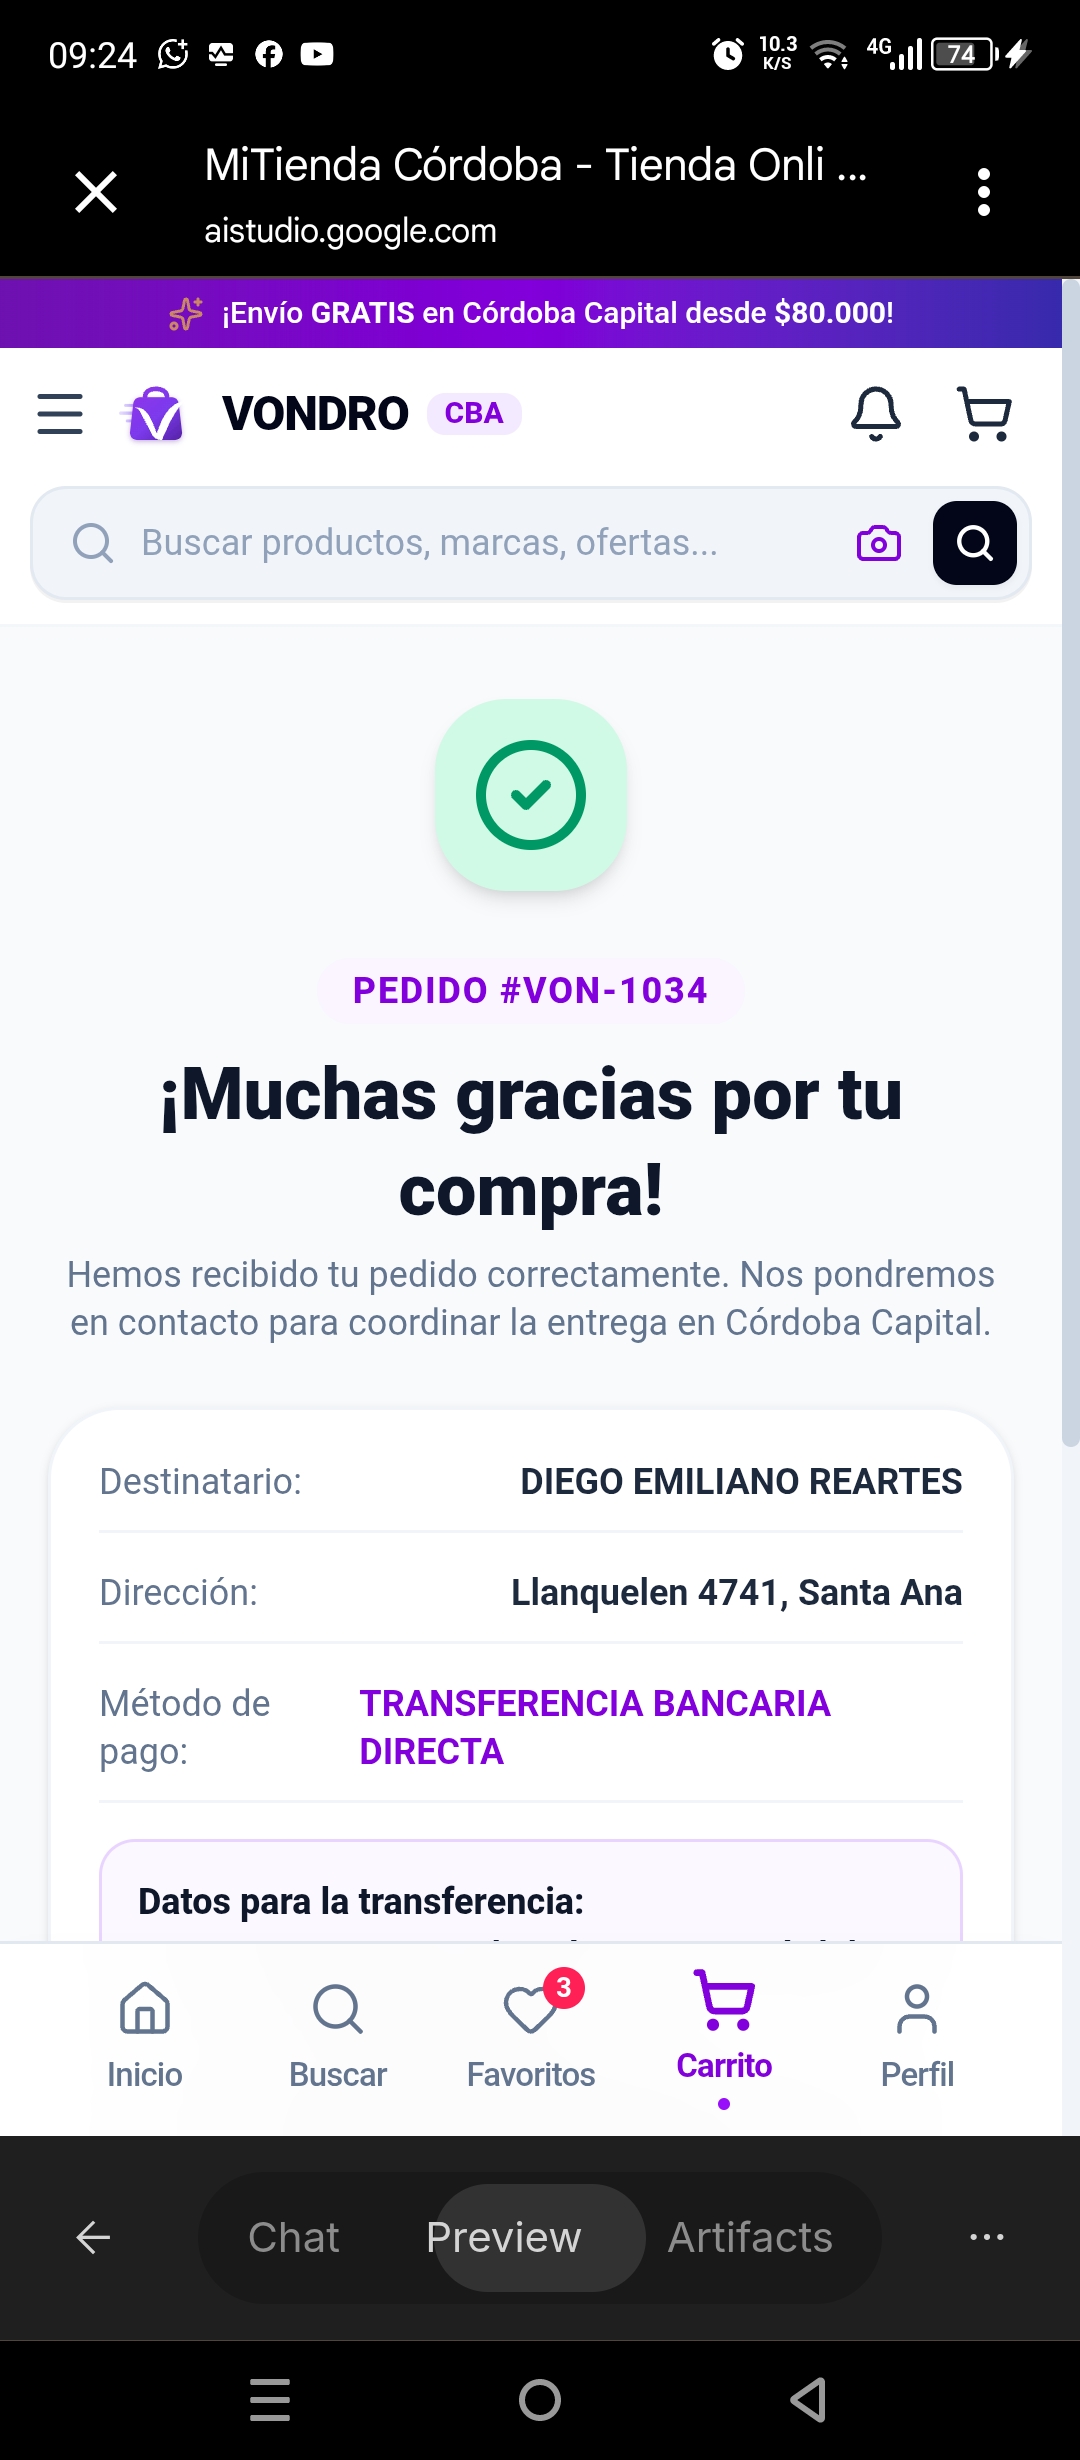 09:24
10.3
K/S
4G
74
MiTienda Córdoba - Tienda Onli ...
aistudio.google.com
¡Envío GRATIS en Córdoba Capital desde $80.000!
VONDRO CBA
Buscar productos, marcas, ofertas...
PEDIDO #VON-1034
¡Muchas gracias por tu
compra!
Hemos recibido tu pedido correctamente. Nos pondremos
en contacto para coordinar la entrega en Córdoba Capital.
Destinatario: DIEGO EMILIANO REARTES
Dirección: Llanquelen 4741, Santa Ana
Método de pago: TRANSFERENCIA BANCARIA DIRECTA
Datos para la transferencia:
3
Inicio Buscar Favoritos Carrito Perfil
Chat Preview Artifacts